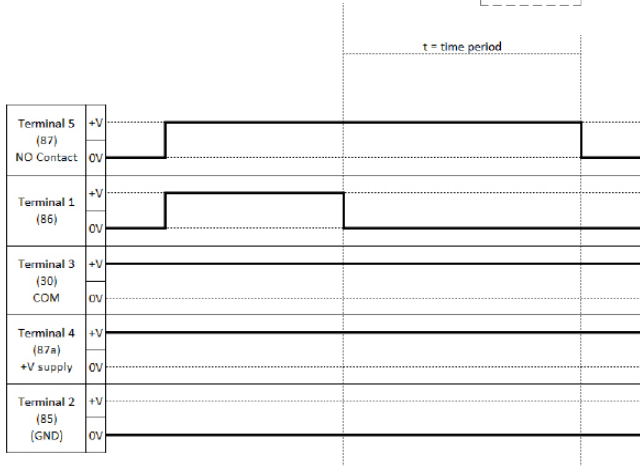 t = time period
Terminal 5
(87)
NO Contact
+V
0V
Terminal 1
(86)
+V
0V
Terminal 3
(30)
COM
+V
0V
Terminal 4
(87a)
+V supply
+V
0V
Terminal 2
(85)
(GND)
+V
0V